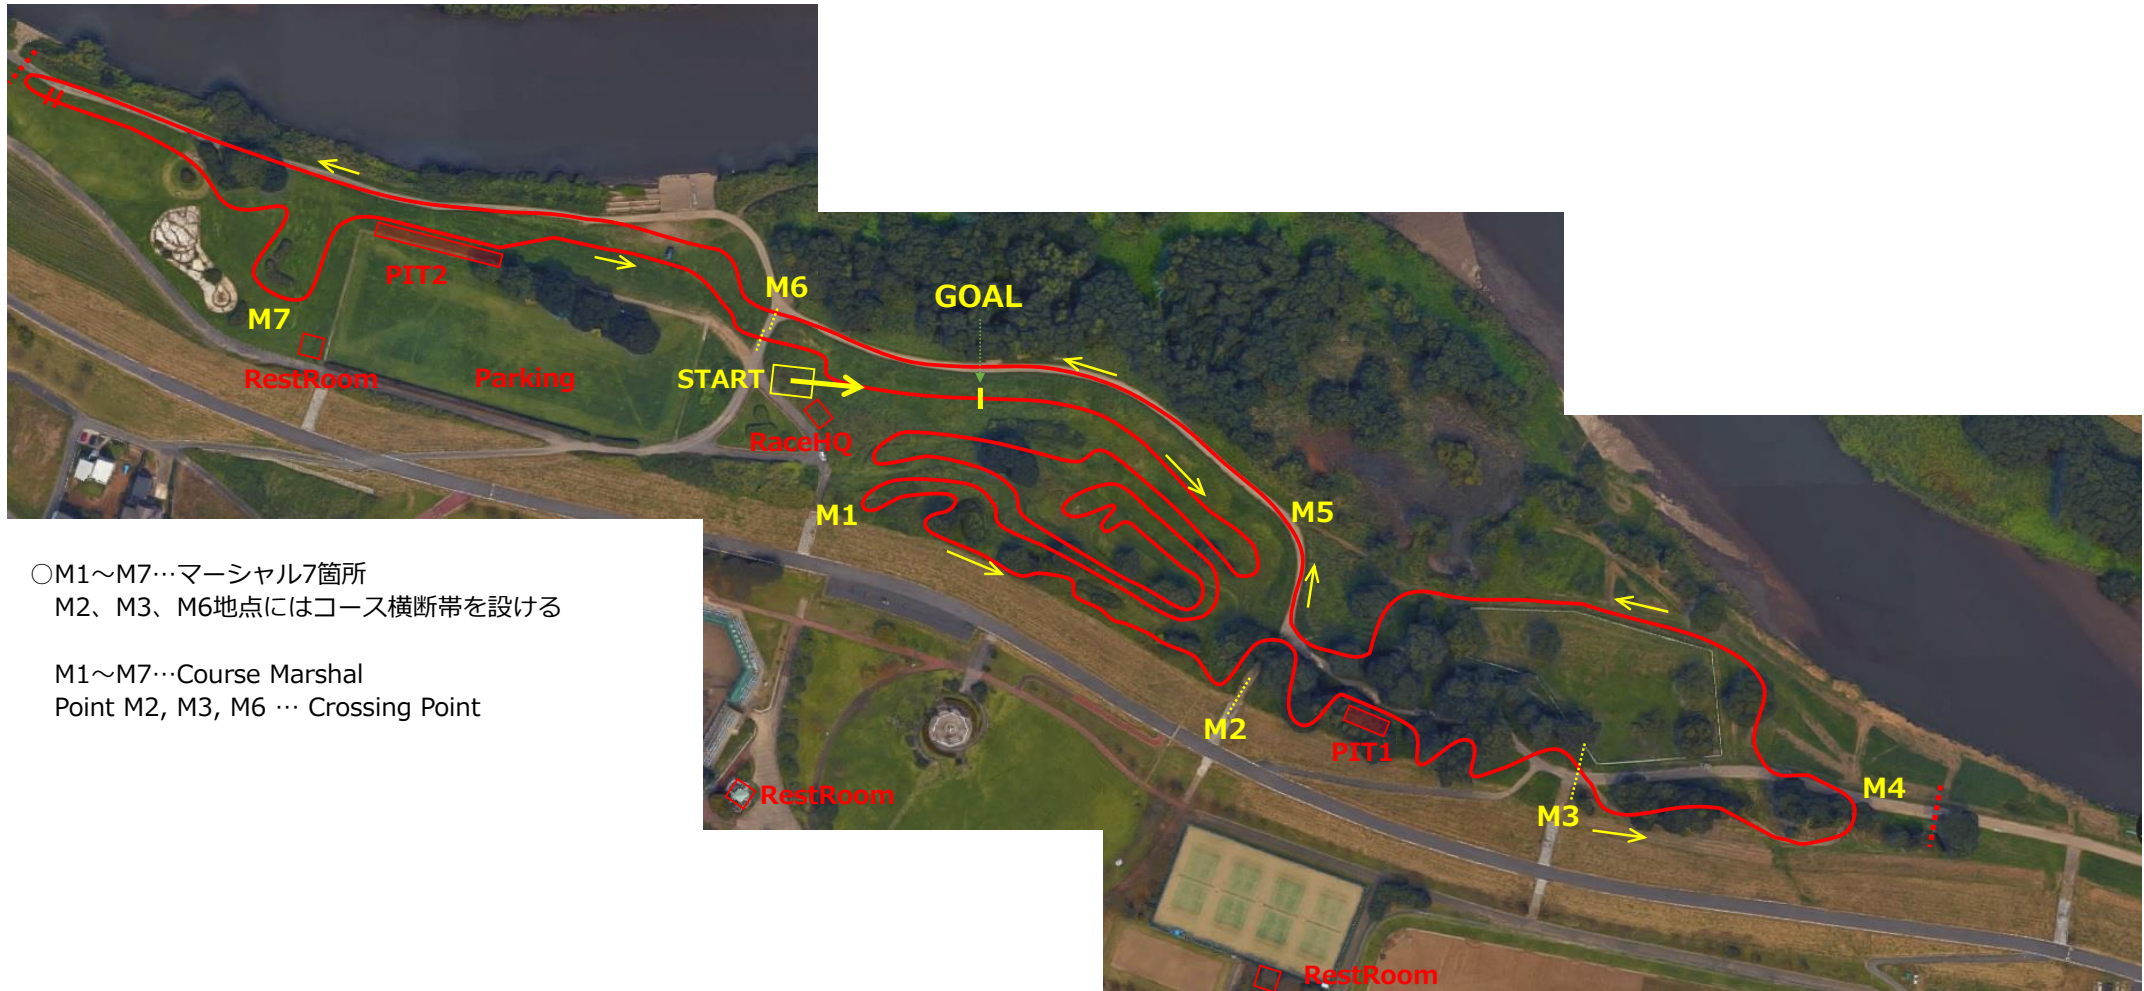 PIT2
M6
GOAL
M7
RestRoom
Parking
START
RaceHQ
M1
M5
○M1～M7…マーシャル7箇所
M2、M3、M6地点にはコース横断帯を設ける
M1～M7…Course Marshal
Point M2, M3, M6 … Crossing Point
M2
PIT1
RestRoom
M3
M4
RestRoom